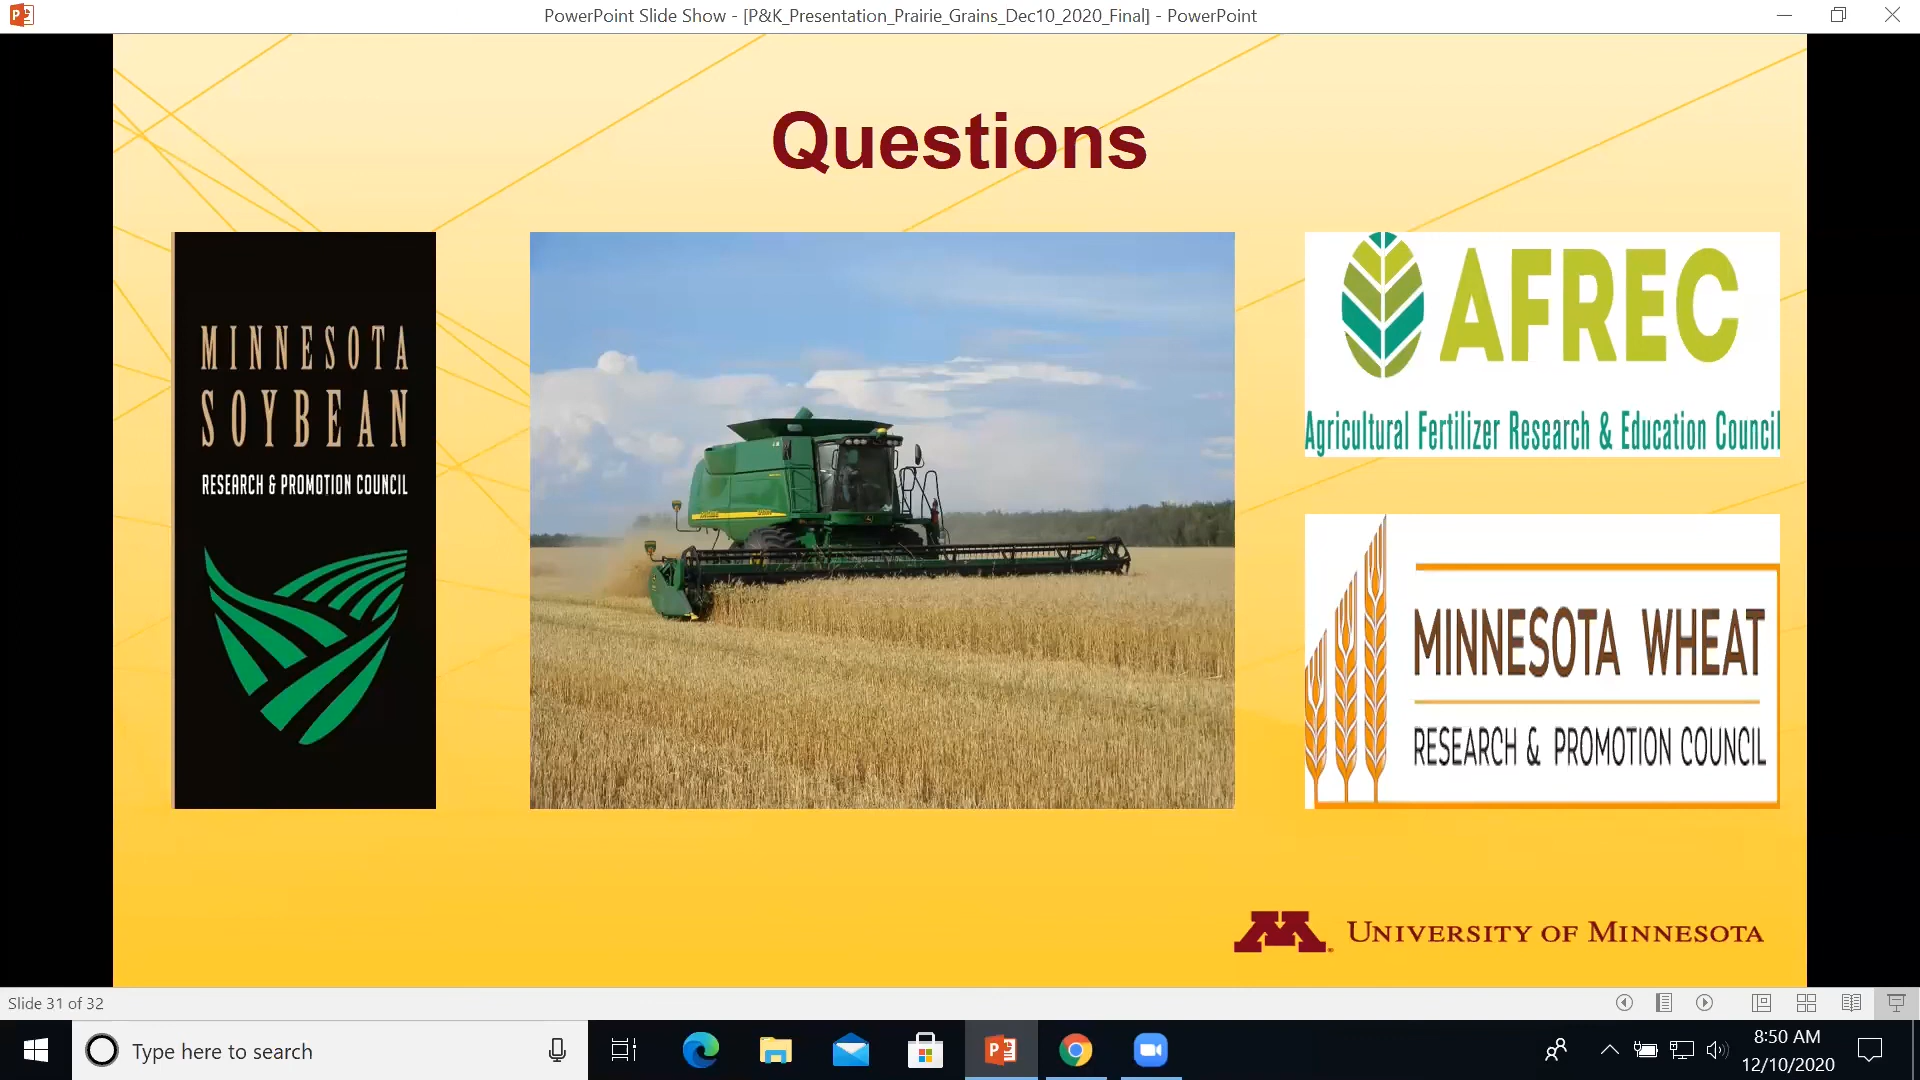 PowerPoint Slide Show - [P&K_Presentation_Prairie_Grains_Dec10_2020_Final] - PowerPoint
Questions
MINNESOTA
SOYBEAN
RESEARCH & PROMOTION COUNCIL
AFREC
Agricultural Fertilizer Research & Education Council
MINNESOTA WHEAT
RESEARCH & PROMOTION COUNCIL
UNIVERSITY OF MINNESOTA
Slide 31 of 32
Type here to search
8:50 AM
12/10/2020